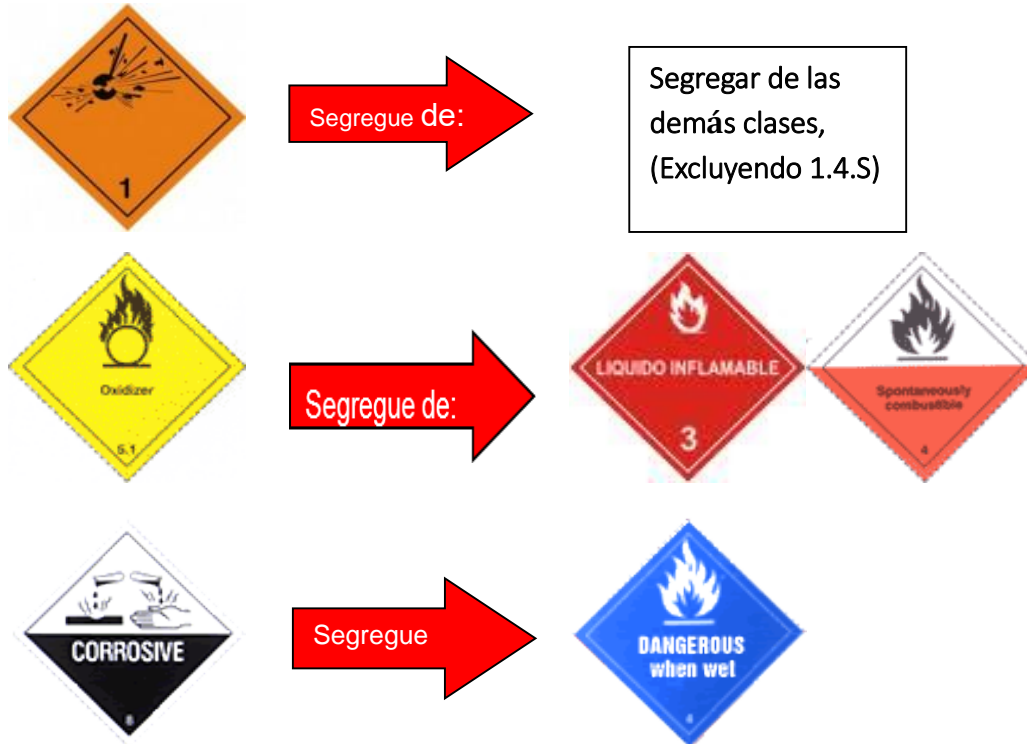 1
Segregue de:
Segregar de las
demás clases,
(Excluyendo 1.4.S)
Oxidizer
5.1
Segregue de:
LIQUIDO INFLAMABLE
3
Spontaneously
combustible
4
CORROSIVE
8
Segregue
DANGEROUS
when wet
4